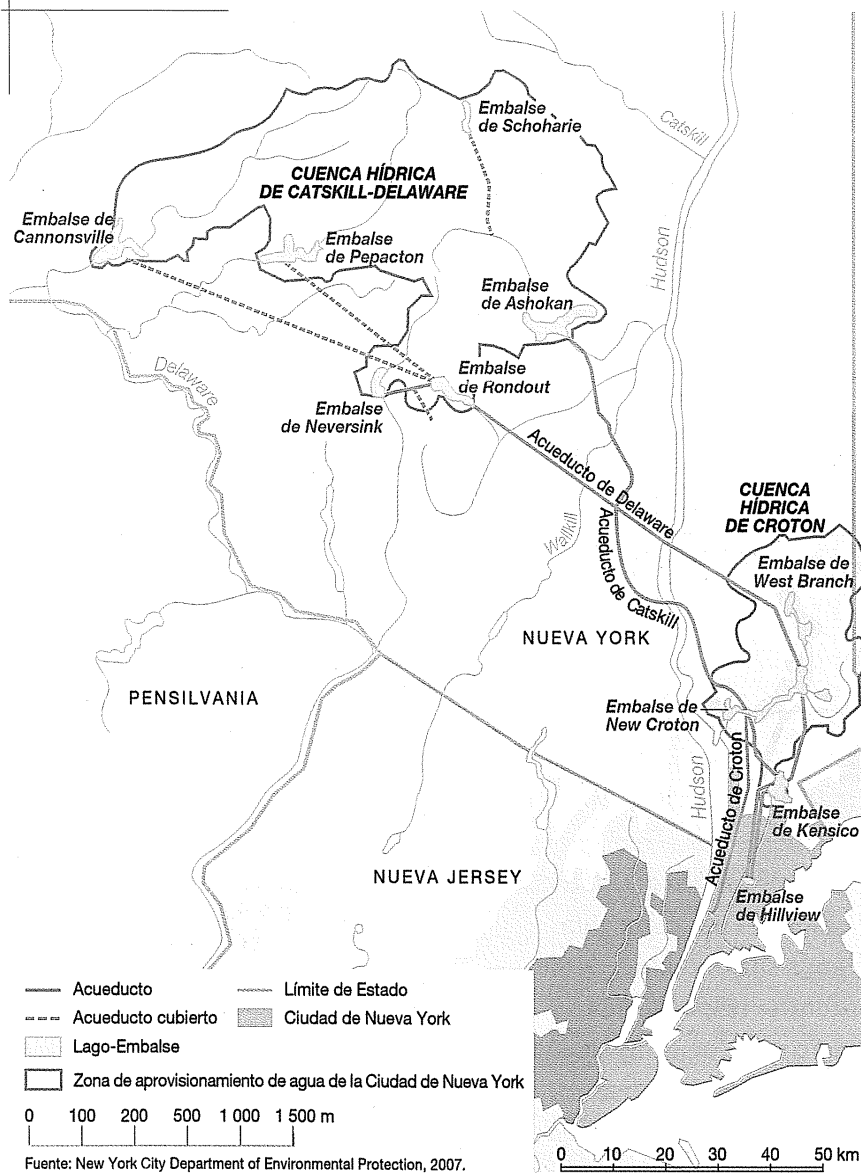 Embalse
de Schoharie
Catskill
CUENCA HÍDRICA
DE CATSKILL-DELAWARE
Embalse de
Cannonsville
Embalse
de Pepacton
Hudson
Embalse
de Ashokan
Delaware
Embalse
de Rondout
Embalse
de Neversink
Acueducto de Delaware
CUENCA
HÍDRICA
DE CROTON
Wallkill
Acueducto de Catskill
Embalse de
West Branch
NUEVA YORK
PENSILVANIA
Embalse de
New Croton
Hudson
Acueducto de Croton
Embalse
de Kensico
NUEVA JERSEY
Embalse
de Hillview
Acueducto
Límite de Estado
Acueducto cubierto
Ciudad de Nueva York
Lago-Embalse
Zona de aprovisionamiento de agua de la Ciudad de Nueva York
0 100 200 500 1 000 1 500 m
Fuente: New York City Department of Environmental Protection, 2007.
0 10 20 30 40 50 km